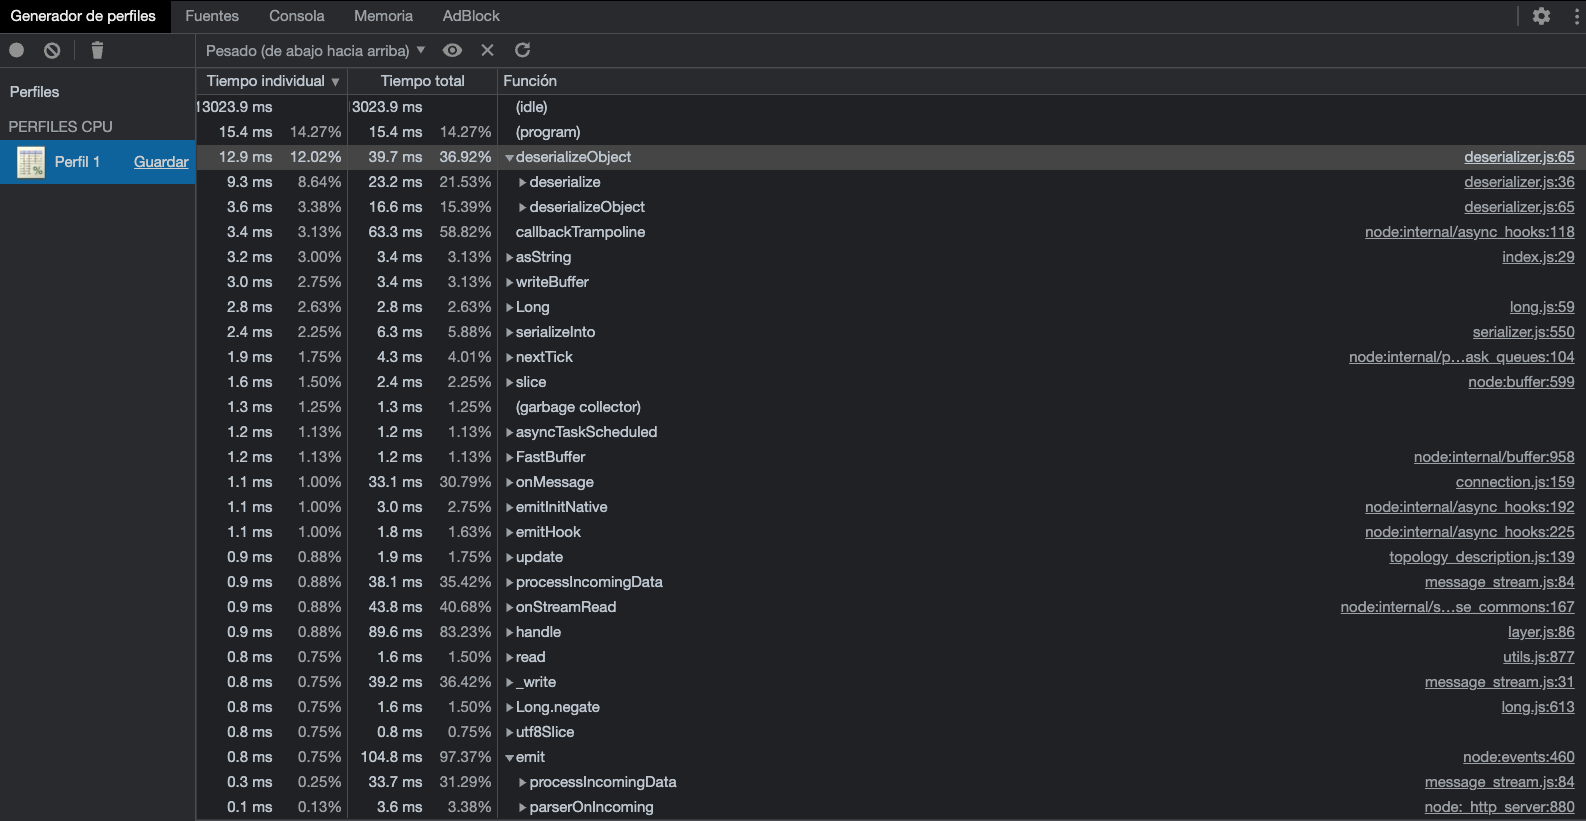 Generador de perfiles Fuentes Consola Memoria AdBlock
Pesado (de abajo hacia arriba) ▼
Perfiles
PERFILES CPU
Perfil 1 Guardar
Tiempo individual ▼ Tiempo total Función
13023.9 ms 3023.9 ms (idle)
15.4 ms 14.27% 15.4 ms 14.27% (program)
12.9 ms 12.02% 39.7 ms 36.92% ▼deserializeObject deserializer.js:65
9.3 ms 8.64% 23.2 ms 21.53% ▶deserialize deserializer.js:36
3.6 ms 3.38% 16.6 ms 15.39% ▶deserializeObject deserializer.js:65
3.4 ms 3.13% 63.3 ms 58.82% callbackTrampoline node:internal/async_hooks:118
3.2 ms 3.00% 3.4 ms 3.13% ▶asString index.js:29
3.0 ms 2.75% 3.4 ms 3.13% ▶writeBuffer
2.8 ms 2.63% 2.8 ms 2.63% ▶Long long.js:59
2.4 ms 2.25% 6.3 ms 5.88% ▶serializeInto serializer.js:550
1.9 ms 1.75% 4.3 ms 4.01% ▶nextTick node:internal/p…ask_queues:104
1.6 ms 1.50% 2.4 ms 2.25% ▶slice node:buffer:599
1.3 ms 1.25% 1.3 ms 1.25% (garbage collector)
1.2 ms 1.13% 1.2 ms 1.13% ▶asyncTaskScheduled
1.2 ms 1.13% 1.2 ms 1.13% ▶FastBuffer node:internal/buffer:958
1.1 ms 1.00% 33.1 ms 30.79% ▶onMessage connection.js:159
1.1 ms 1.00% 3.0 ms 2.75% ▶emitInitNative node:internal/async_hooks:192
1.1 ms 1.00% 1.8 ms 1.63% ▶emitHook node:internal/async_hooks:225
0.9 ms 0.88% 1.9 ms 1.75% ▶update topology_description.js:139
0.9 ms 0.88% 38.1 ms 35.42% ▶processIncomingData message_stream.js:84
0.9 ms 0.88% 43.8 ms 40.68% ▶onStreamRead node:internal/s…se_commons:167
0.9 ms 0.88% 89.6 ms 83.23% ▶handle layer.js:86
0.8 ms 0.75% 1.6 ms 1.50% ▶read utils.js:877
0.8 ms 0.75% 39.2 ms 36.42% ▶_write message_stream.js:31
0.8 ms 0.75% 1.6 ms 1.50% ▶Long.negate long.js:613
0.8 ms 0.75% 0.8 ms 0.75% ▶utf8Slice
0.8 ms 0.75% 104.8 ms 97.37% ▼emit node:events:460
0.3 ms 0.25% 33.7 ms 31.29% ▶processIncomingData message_stream.js:84
0.1 ms 0.13% 3.6 ms 3.38% ▶parserOnIncoming node:_http_server:880